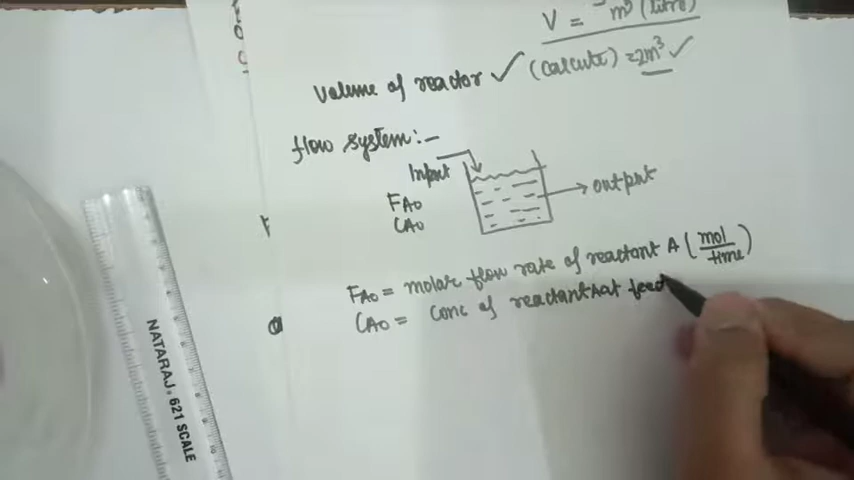 V = m³ (litre)
(Calcute) = 2m³ ✓
Volume of reactor ✓
flow system:-
Input
FAo
CAo
output
FAo = molar flow rate of reactant A (mol/time)
CAo = Conc of reactant A at feed
NATARAJ 621 SCALE